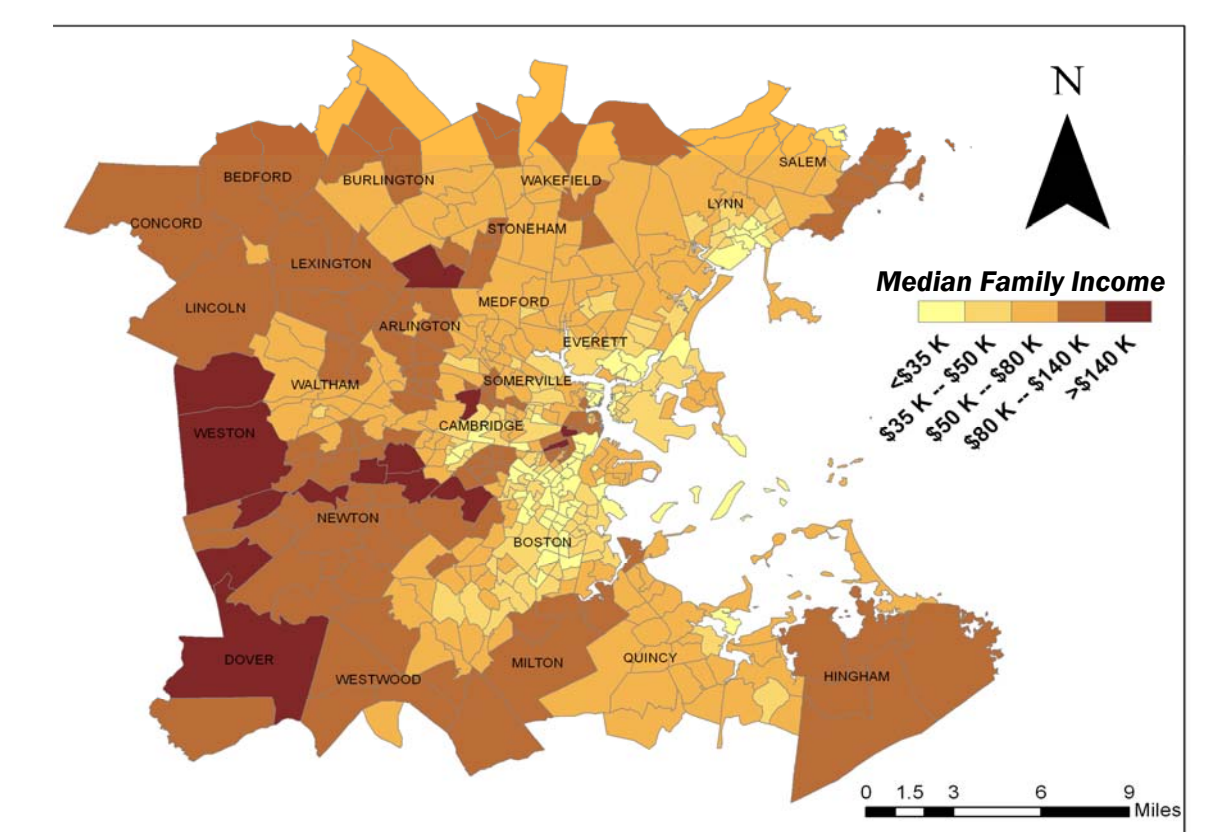 N
SALEM
BEDFORD
BURLINGTON
WAKEFIELD
LYNN
CONCORD
STONEHAM
LEXINGTON
Median Family Income
LINCOLN
MEDFORD
ARLINGTON
EVERETT
<$35 K
$35 K -- $50 K
$50 K -- $80 K
$80 K -- $140 K
>$140 K
WALTHAM
SOMERVILLE
CAMBRIDGE
WESTON
NEWTON
BOSTON
DOVER
MILTON
QUINCY
WESTWOOD
HINGHAM
0 1.5 3 6 9
Miles